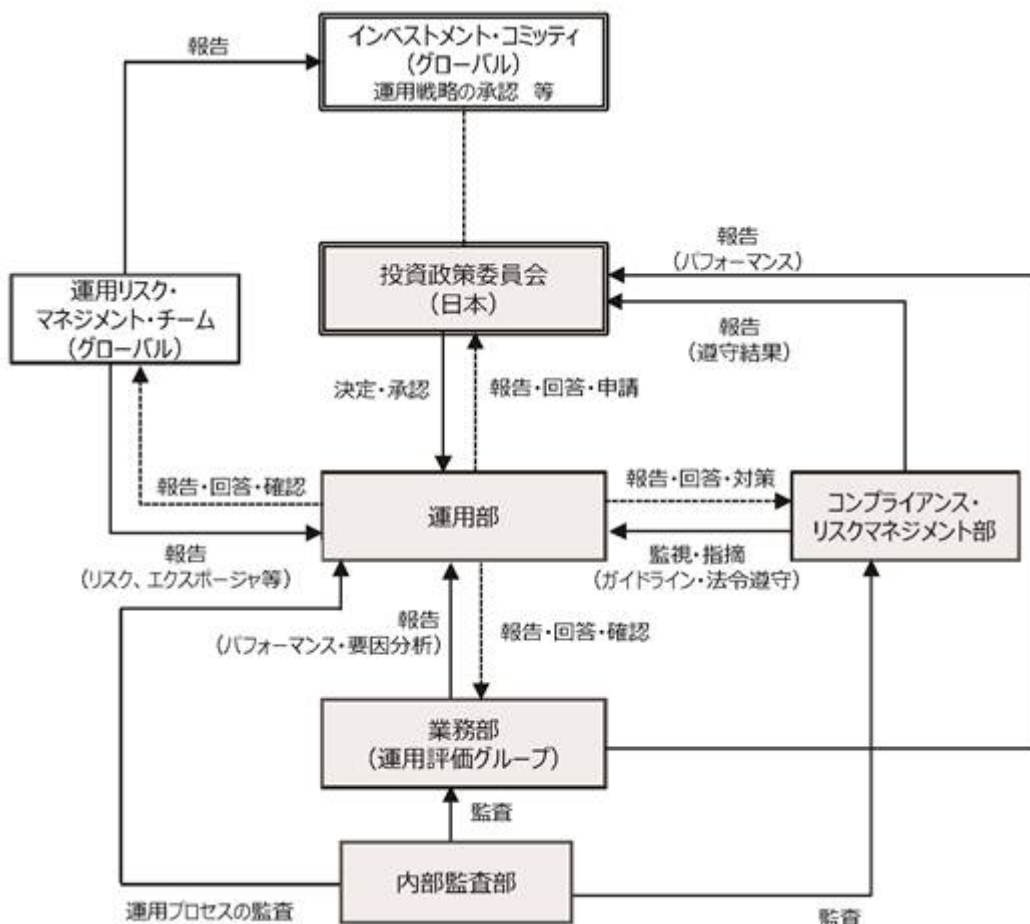 報告
インベストメント・コミッティ
(グローバル)
運用戦略の承認 等
報告
(パフォーマンス)
投資政策委員会
(日本)
運用リスク・
マネジメント・チーム
(グローバル)
報告
(遵守結果)
決定・承認
報告・回答・申請
報告・回答・確認
運用部
報告・回答・対策
コンプライアンス・
リスクマネジメント部
報告
(リスク、エクスポージャ等)
監視・指摘
(ガイドライン・法令遵守)
報告
(パフォーマンス・要因分析)
報告・回答・確認
業務部
(運用評価グループ)
監査
内部監査部
運用プロセスの監査
監査